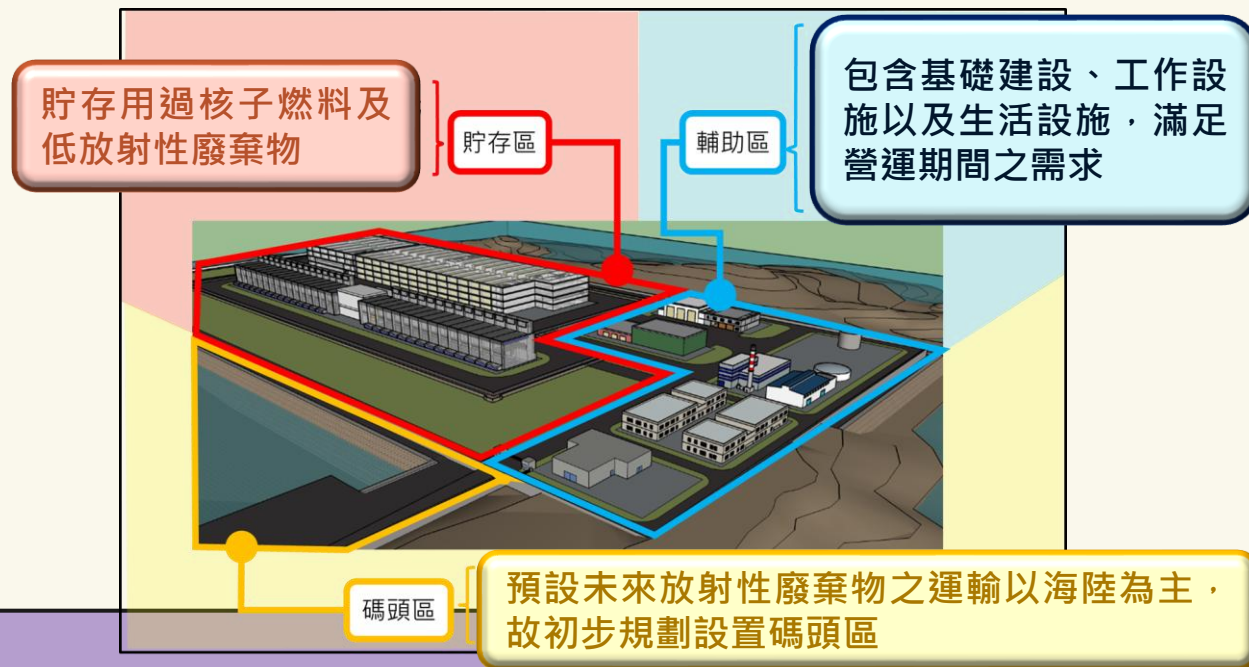 貯存用過核子燃料及
低放射性廢棄物
貯存區
輔助區
包含基礎建設、工作設
施以及生活設施，滿足
營運期間之需求
碼頭區
預設未來放射性廢棄物之運輸以海陸為主，
故初步規劃設置碼頭區